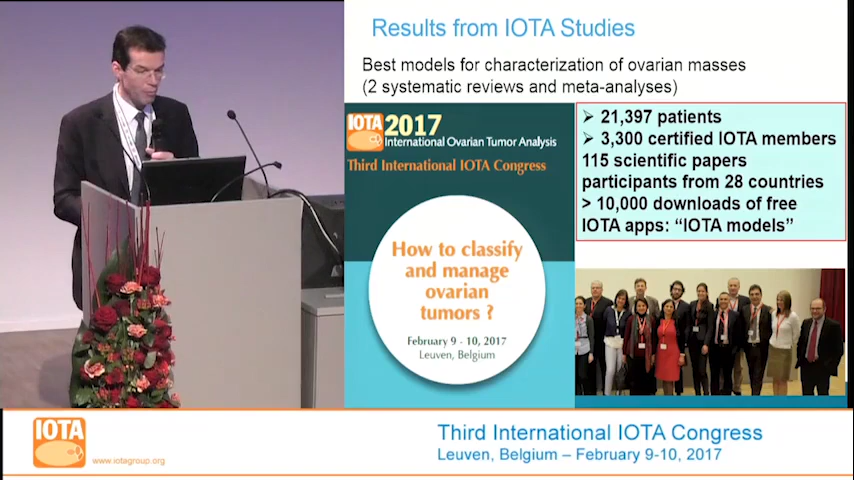 Results from IOTA Studies
Best models for characterization of ovarian masses
(2 systematic reviews and meta-analyses)
IOTA 2017
International Ovarian Tumor Analysis
Third International IOTA Congress
How to classify
and manage
ovarian
tumors ?
February 9 - 10, 2017
Leuven, Belgium
➢ 21,397 patients
➢ 3,300 certified IOTA members
115 scientific papers
participants from 28 countries
> 10,000 downloads of free
IOTA apps: “IOTA models”
IOTA
www.iotagroup.org
Third International IOTA Congress
Leuven, Belgium – February 9-10, 2017